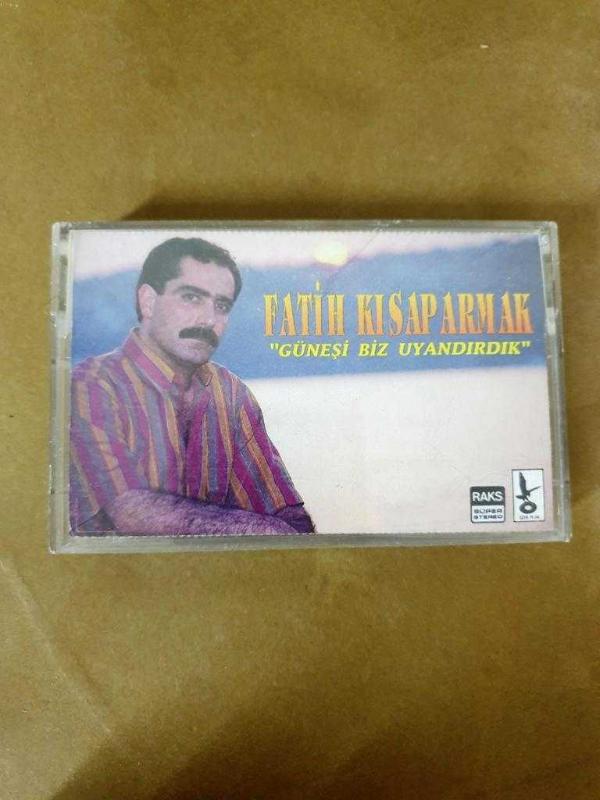 FATİH KISAPARMAK
"GÜNEŞİ BİZ UYANDIRDIK"
RAKS
SÜPER
STEREO